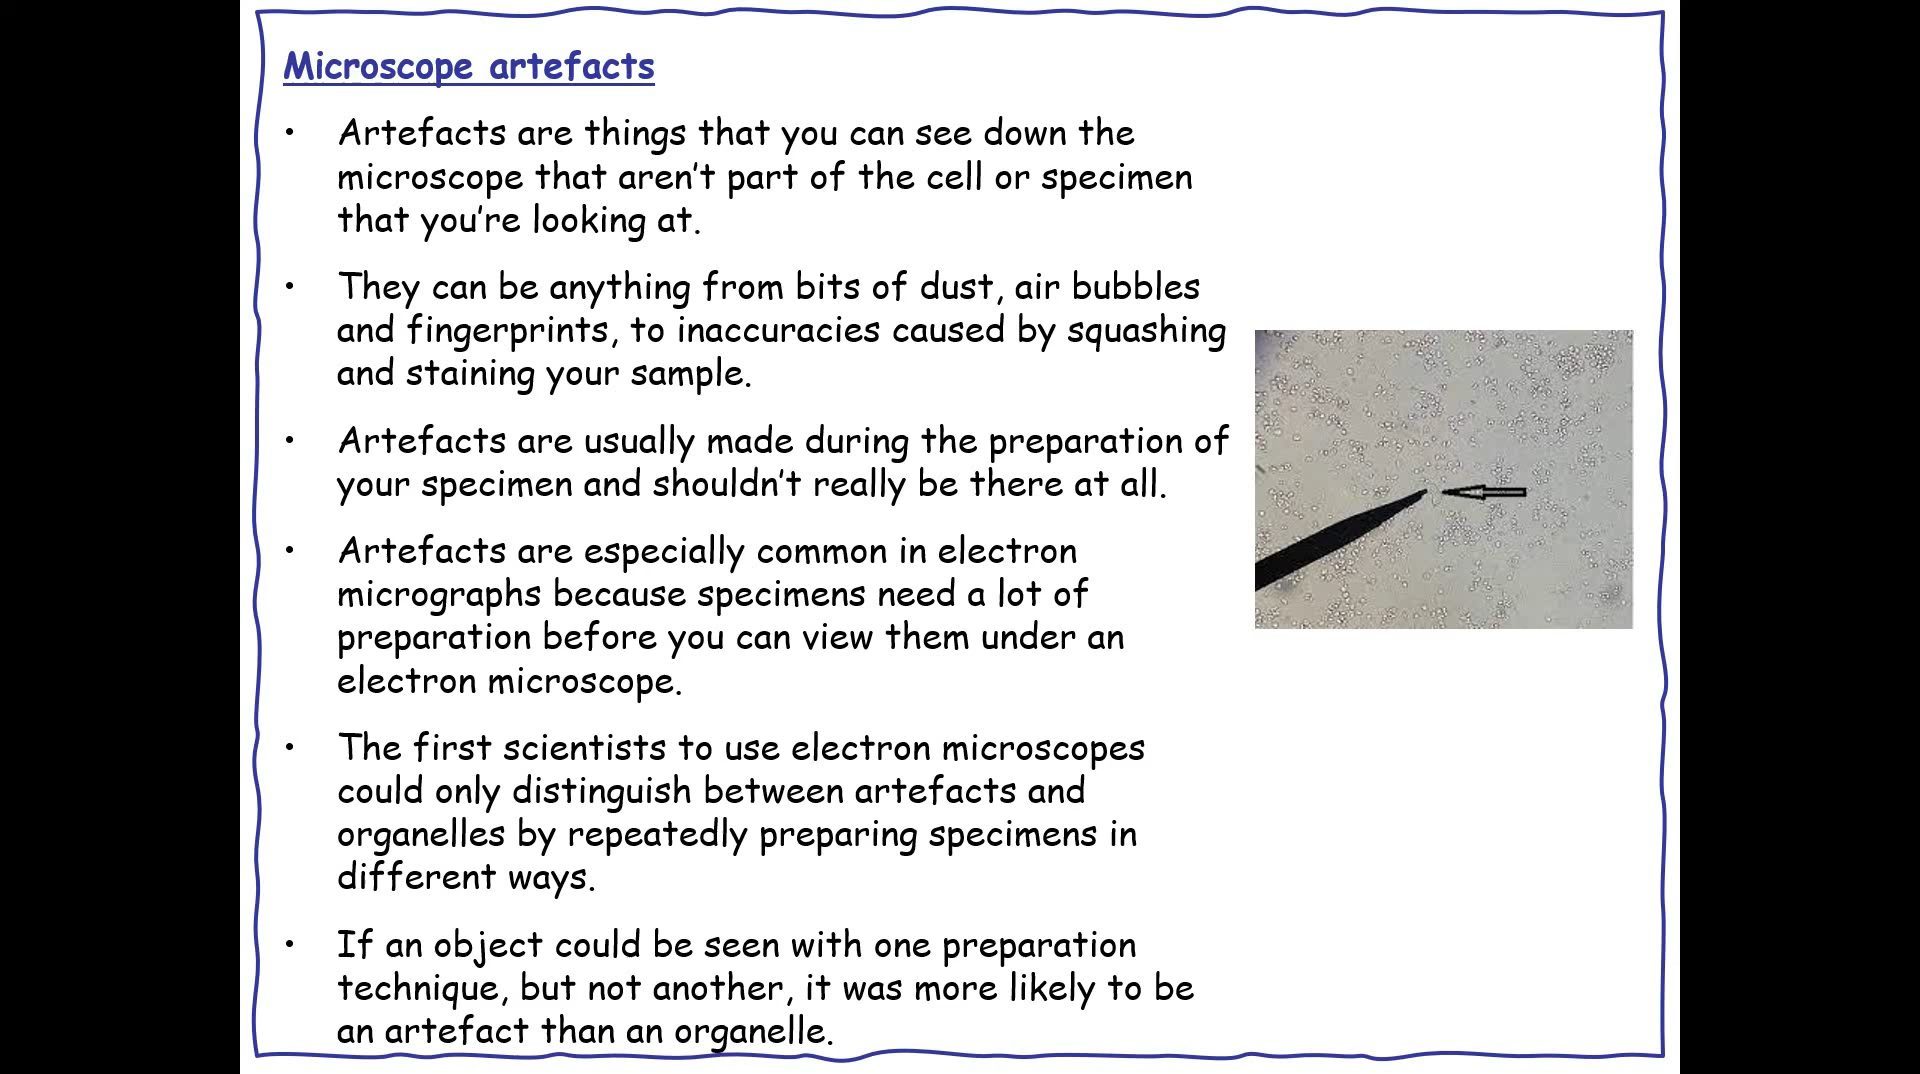 Microscope artefacts
• Artefacts are things that you can see down the
microscope that aren't part of the cell or specimen
that you're looking at.
• They can be anything from bits of dust, air bubbles
and fingerprints, to inaccuracies caused by squashing
and staining your sample.
• Artefacts are usually made during the preparation of
your specimen and shouldn't really be there at all.
• Artefacts are especially common in electron
micrographs because specimens need a lot of
preparation before you can view them under an
electron microscope.
• The first scientists to use electron microscopes
could only distinguish between artefacts and
organelles by repeatedly preparing specimens in
different ways.
• If an object could be seen with one preparation
technique, but not another, it was more likely to be
an artefact than an organelle.